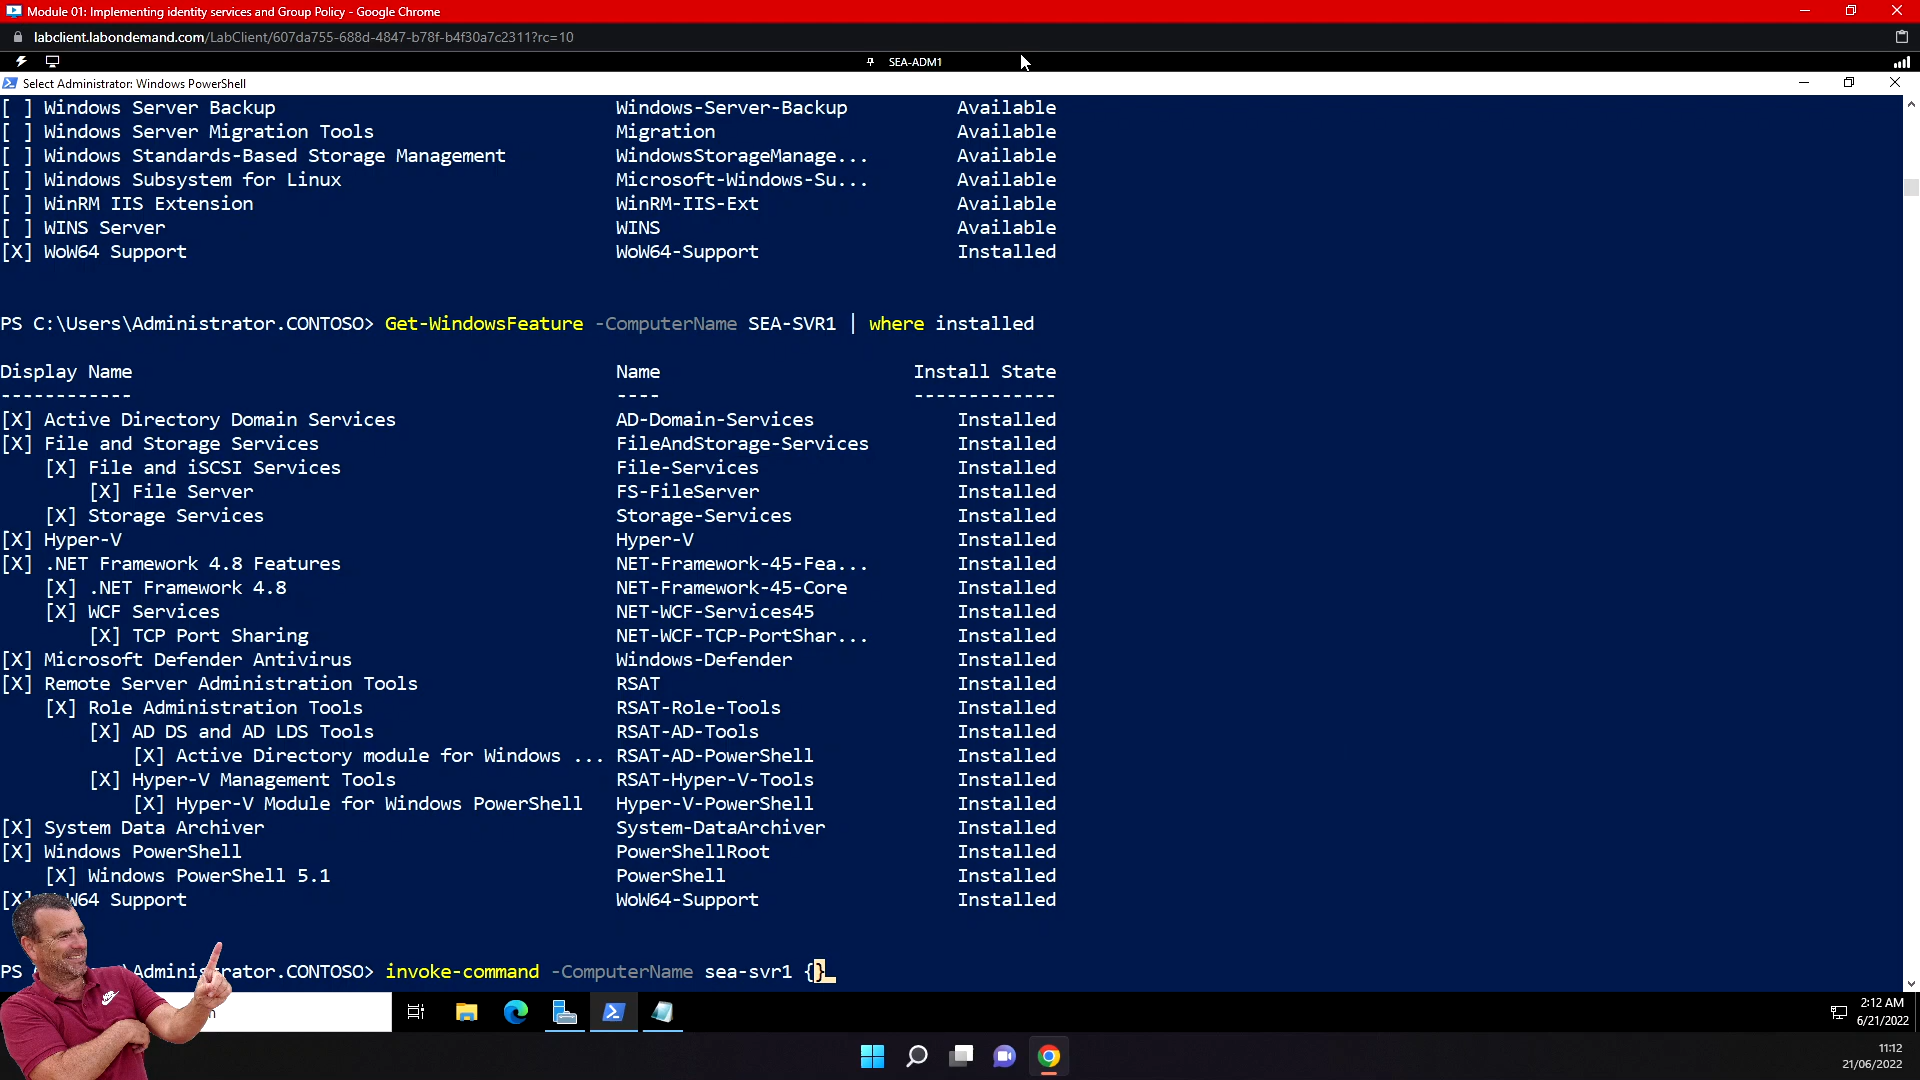 Module 01: Implementing identity services and Group Policy - Google Chrome
labclient.labondemand.com/LabClient/607da755-688d-4847-b78f-b4f30a7c2311?rc=10
SEA-ADM1
Select Administrator: Windows PowerShell
[ ] Windows Server Backup Windows-Server-Backup Available
[ ] Windows Server Migration Tools Migration Available
[ ] Windows Standards-Based Storage Management WindowsStorageManage... Available
[ ] Windows Subsystem for Linux Microsoft-Windows-Su... Available
[ ] WinRM IIS Extension WinRM-IIS-Ext Available
[ ] WINS Server WINS Available
[X] WoW64 Support WoW64-Support Installed
PS C:\Users\Administrator.CONTOSO> Get-WindowsFeature -ComputerName SEA-SVR1 | where installed
Display Name Name Install State
------------ ---- -------------
[X] Active Directory Domain Services AD-Domain-Services Installed
[X] File and Storage Services FileAndStorage-Services Installed
[X] File and iSCSI Services File-Services Installed
[X] File Server FS-FileServer Installed
[X] Storage Services Storage-Services Installed
[X] Hyper-V Hyper-V Installed
[X] .NET Framework 4.8 Features NET-Framework-45-Fea... Installed
[X] .NET Framework 4.8 NET-Framework-45-Core Installed
[X] WCF Services NET-WCF-Services45 Installed
[X] TCP Port Sharing NET-WCF-TCP-PortShar... Installed
[X] Microsoft Defender Antivirus Windows-Defender Installed
[X] Remote Server Administration Tools RSAT Installed
[X] Role Administration Tools RSAT-Role-Tools Installed
[X] AD DS and AD LDS Tools RSAT-AD-Tools Installed
[X] Active Directory module for Windows ... RSAT-AD-PowerShell Installed
[X] Hyper-V Management Tools RSAT-Hyper-V-Tools Installed
[X] Hyper-V Module for Windows PowerShell Hyper-V-PowerShell Installed
[X] System Data Archiver System-DataArchiver Installed
[X] Windows PowerShell PowerShellRoot Installed
[X] Windows PowerShell 5.1 PowerShell Installed
[X] W64 Support WoW64-Support Installed
PS Administrator.CONTOSO> invoke-command -ComputerName sea-svr1 {}
2:12 AM
6/21/2022
11:12
21/06/2022